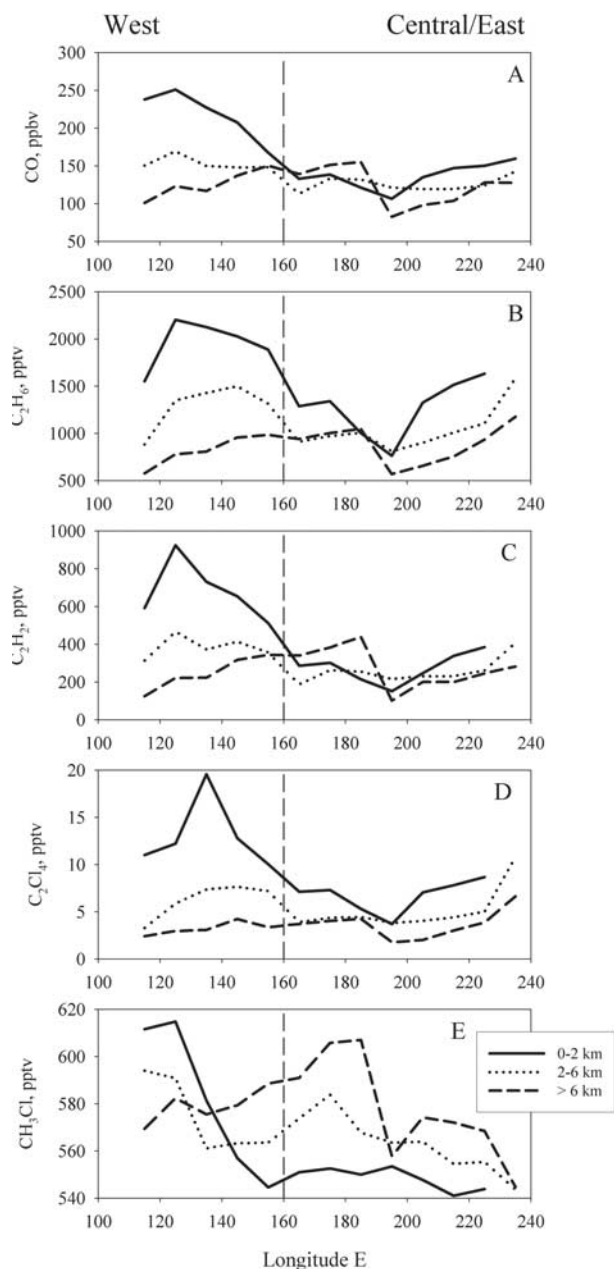 West Central/East
A
CO, ppbv
300
250
200
150
100
50
100 120 140 160 180 200 220 240
B
C₂H₆, pptv
2500
2000
1500
1000
500
100 120 140 160 180 200 220 240
C
C₂H₂, pptv
1000
800
600
400
200
0
100 120 140 160 180 200 220 240
D
C₂Cl₄, pptv
20
15
10
5
0
100 120 140 160 180 200 220 240
E
CH₃Cl, pptv
620
600
580
560
540
100 120 140 160 180 200 220 240
0-2 km
2-6 km
> 6 km
Longitude E